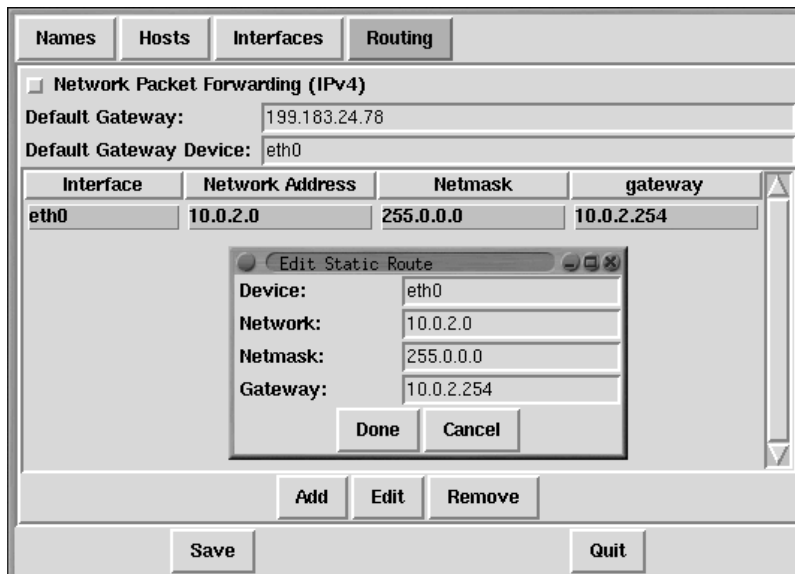 Names Hosts Interfaces Routing
Network Packet Forwarding (IPv4)
Default Gateway: 199.183.24.78
Default Gateway Device: eth0
Interface Network Address Netmask gateway
eth0 10.0.2.0 255.0.0.0 10.0.2.254
Edit Static Route
Device: eth0
Network: 10.0.2.0
Netmask: 255.0.0.0
Gateway: 10.0.2.254
Done Cancel
Add Edit Remove
Save Quit